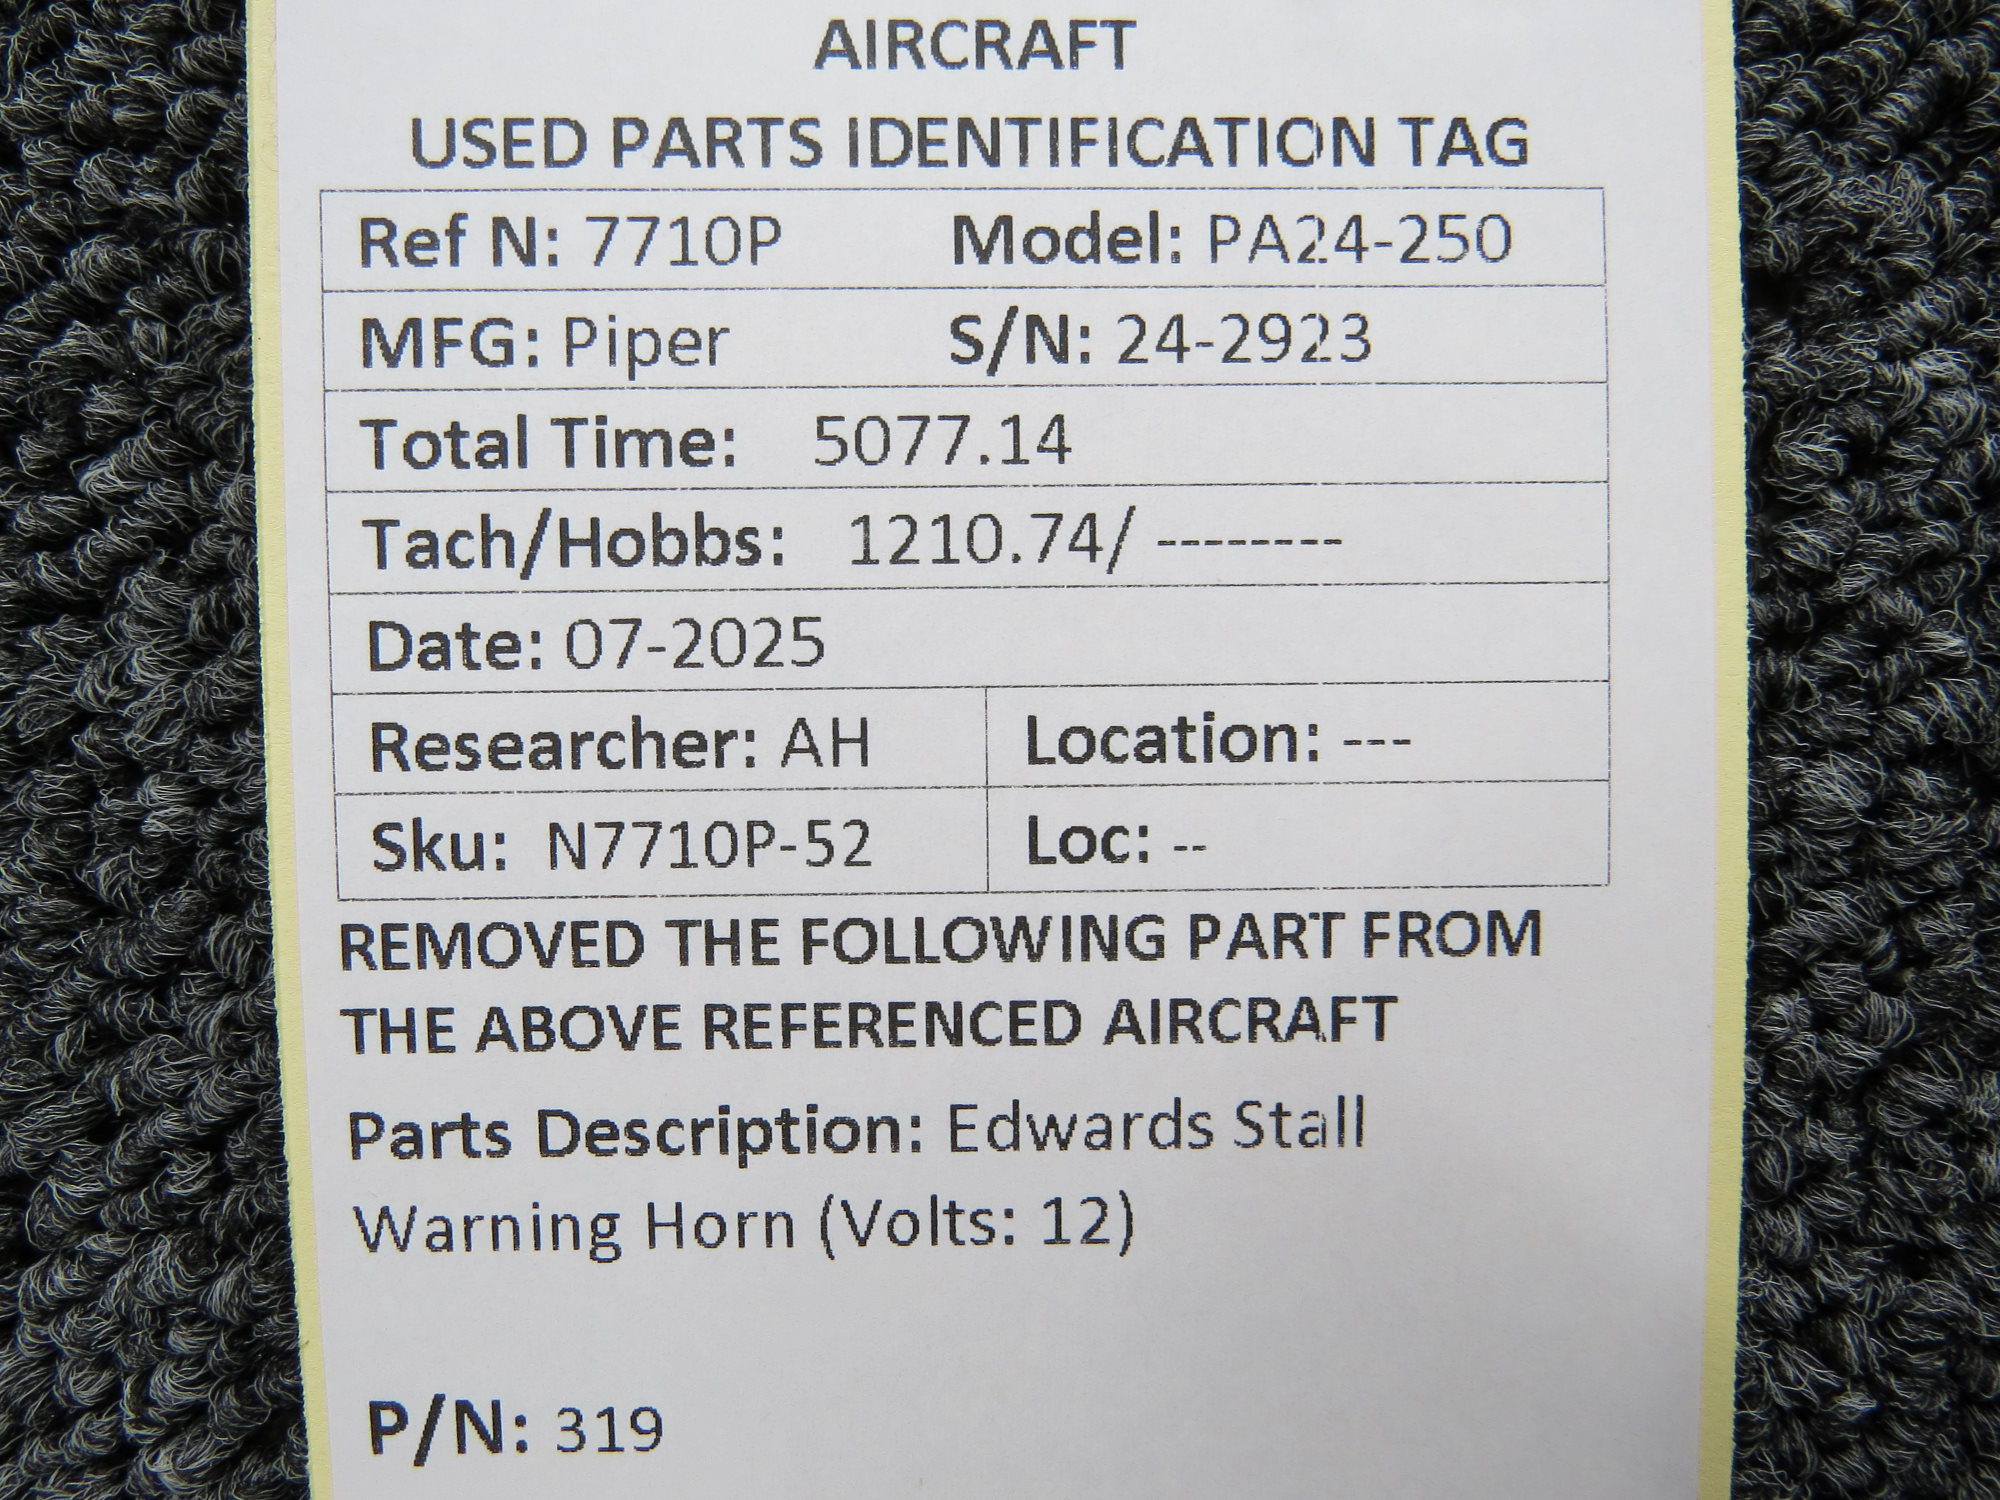 AIRCRAFT
USED PARTS IDENTIFICATION TAG
Ref N: 7710P Model: PA24-250
MFG: Piper S/N: 24-2923
Total Time: 5077.14
Tach/Hobbs: 1210.74/ --------
Date: 07-2025
Researcher: AH Location: ---
Sku: N7710P-52 Loc: --
REMOVED THE FOLLOWING PART FROM
THE ABOVE REFERENCED AIRCRAFT
Parts Description: Edwards Stall
Warning Horn (Volts: 12)
P/N: 319